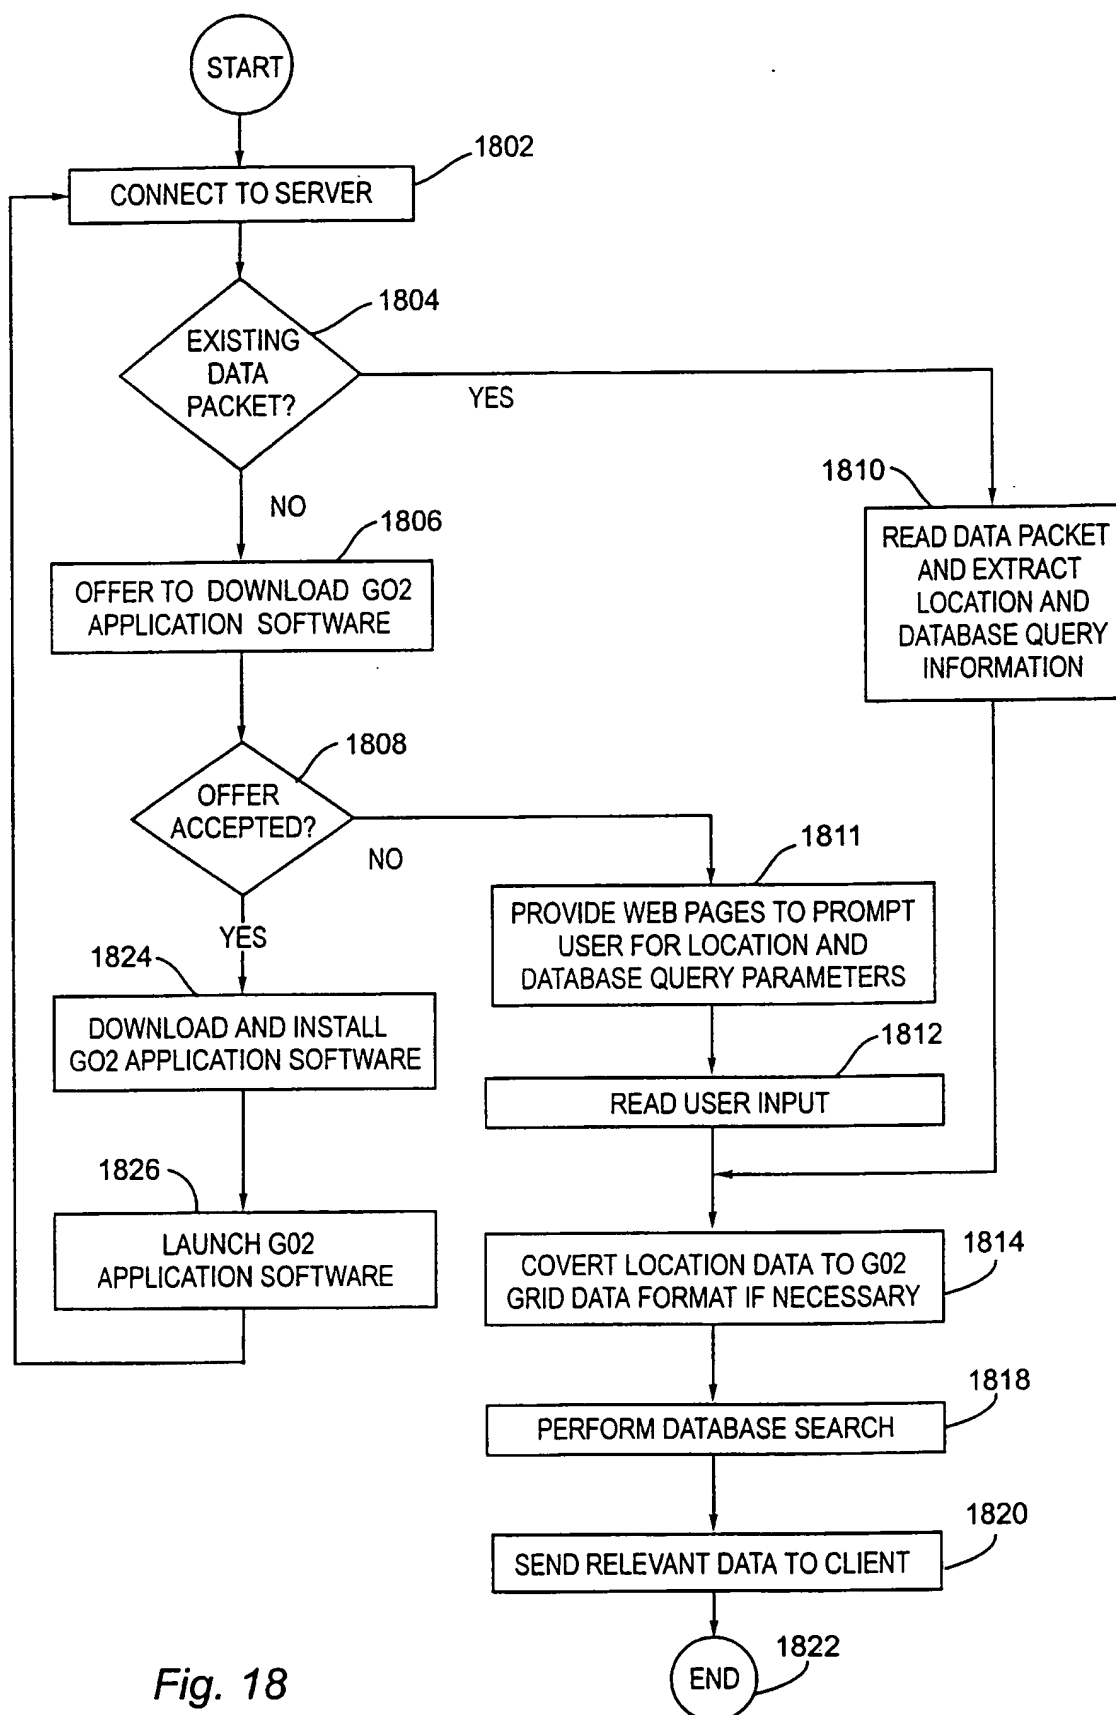 START
1802
CONNECT TO SERVER
1804
EXISTING
DATA
PACKET?
YES
NO
1810
READ DATA PACKET
AND EXTRACT
LOCATION AND
DATABASE QUERY
INFORMATION
1806
OFFER TO DOWNLOAD GO2
APPLICATION SOFTWARE
1808
OFFER
ACCEPTED?
NO
YES
1811
PROVIDE WEB PAGES TO PROMPT
USER FOR LOCATION AND
DATABASE QUERY PARAMETERS
1824
DOWNLOAD AND INSTALL
GO2 APPLICATION SOFTWARE
1812
READ USER INPUT
1826
LAUNCH G02
APPLICATION SOFTWARE
1814
COVERT LOCATION DATA TO G02
GRID DATA FORMAT IF NECESSARY
1818
PERFORM DATABASE SEARCH
1820
SEND RELEVANT DATA TO CLIENT
1822
END
Fig. 18